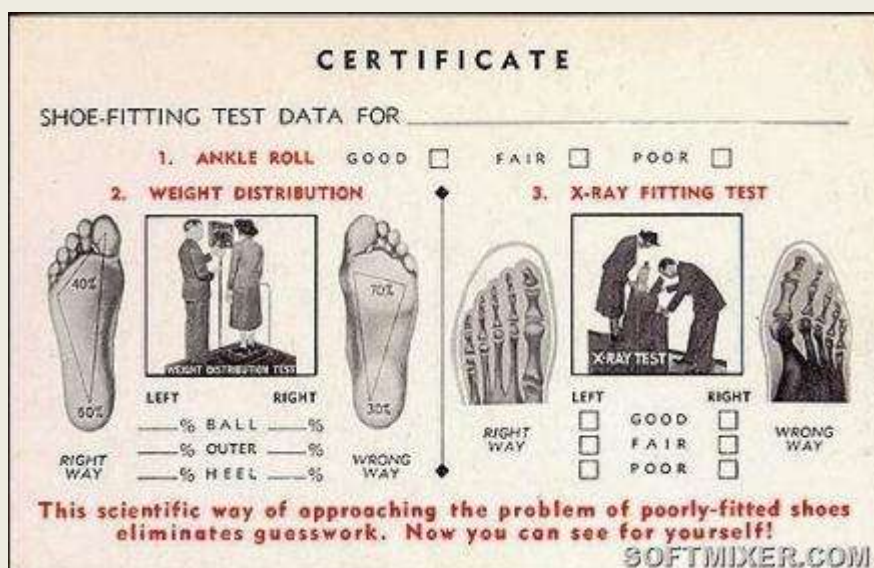 CERTIFICATE
SHOE-FITTING TEST DATA FOR
1. ANKLE ROLL GOOD FAIR POOR
2. WEIGHT DISTRIBUTION
40%
60%
RIGHT WAY
WEIGHT DISTRIBUTION TEST
70%
30%
WRONG WAY
LEFT RIGHT
% BALL %
% OUTER %
% HEEL %
3. X-RAY FITTING TEST
RIGHT WAY
X-RAY TEST
WRONG WAY
LEFT RIGHT
GOOD
FAIR
POOR
This scientific way of approaching the problem of poorly-fitted shoes
eliminates guesswork. Now you can see for yourself!
SOFTMIXER.COM